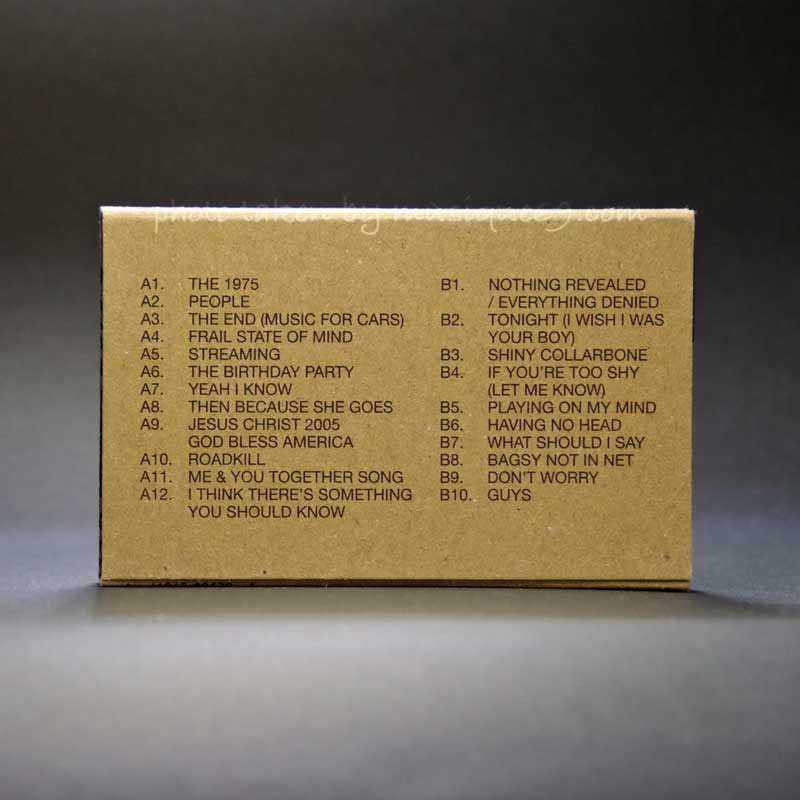 photo taken by musique69.com
A1. THE 1975
A2. PEOPLE
A3. THE END (MUSIC FOR CARS)
A4. FRAIL STATE OF MIND
A5. STREAMING
A6. THE BIRTHDAY PARTY
A7. YEAH I KNOW
A8. THEN BECAUSE SHE GOES
A9. JESUS CHRIST 2005
GOD BLESS AMERICA
A10. ROADKILL
A11. ME & YOU TOGETHER SONG
A12. I THINK THERE'S SOMETHING
YOU SHOULD KNOW
B1. NOTHING REVEALED
/ EVERYTHING DENIED
B2. TONIGHT (I WISH I WAS
YOUR BOY)
B3. SHINY COLLARBONE
B4. IF YOU'RE TOO SHY
(LET ME KNOW)
B5. PLAYING ON MY MIND
B6. HAVING NO HEAD
B7. WHAT SHOULD I SAY
B8. BAGSY NOT IN NET
B9. DON'T WORRY
B10. GUYS